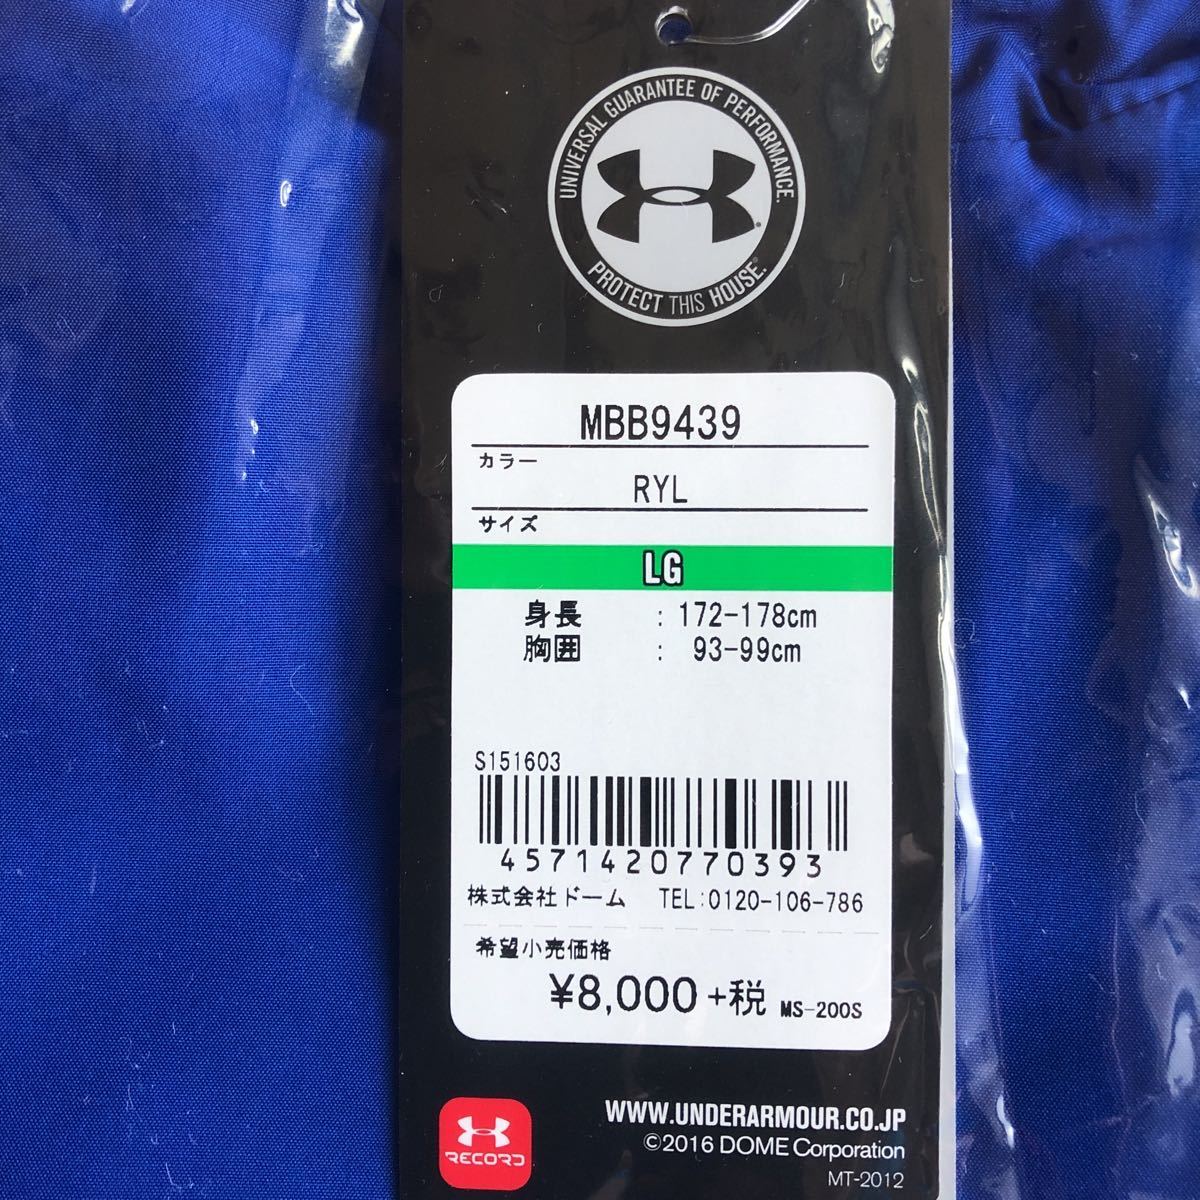 UNIVERSAL GUARANTEE OF PERFORMANCE.
PROTECT THIS HOUSE.®
MBB9439
カラー
RYL
サイズ
LG
身長 : 172-178cm
胸囲 : 93-99cm
S151603
4571420770393
株式会社ドーム TEL:0120-106-786
希望小売価格
¥8,000 +税 MS-200S
WWW.UNDERARMOUR.CO.JP
©2016 DOME Corporation
RECORD
MT-2012